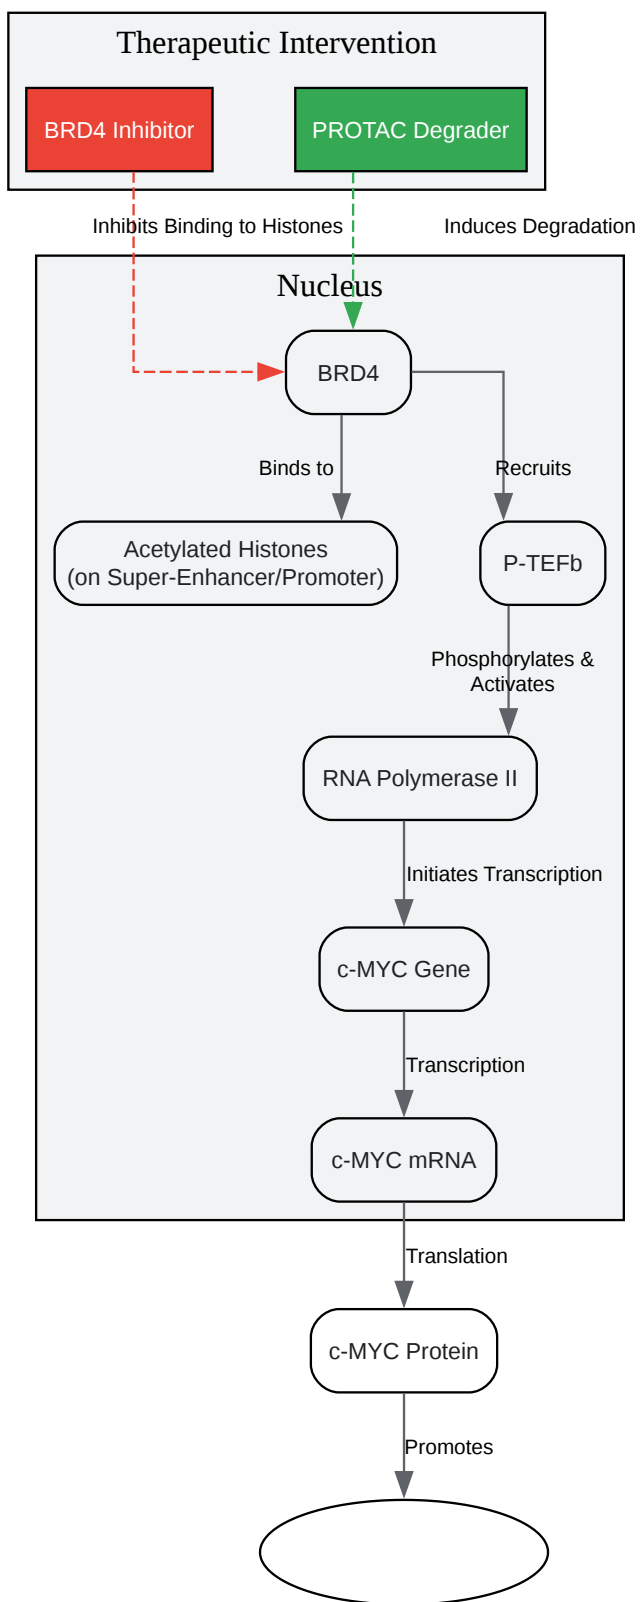 Therapeutic Intervention
BRD4 Inhibitor
PROTAC Degrader
Inhibits Binding to Histones
Induces Degradation
Nucleus
BRD4
Binds to
Recruits
Acetylated Histones
(on Super-Enhancer/Promoter)
P-TEFb
Phosphorylates &
Activates
RNA Polymerase II
Initiates Transcription
c-MYC Gene
Transcription
c-MYC mRNA
Translation
c-MYC Protein
Promotes